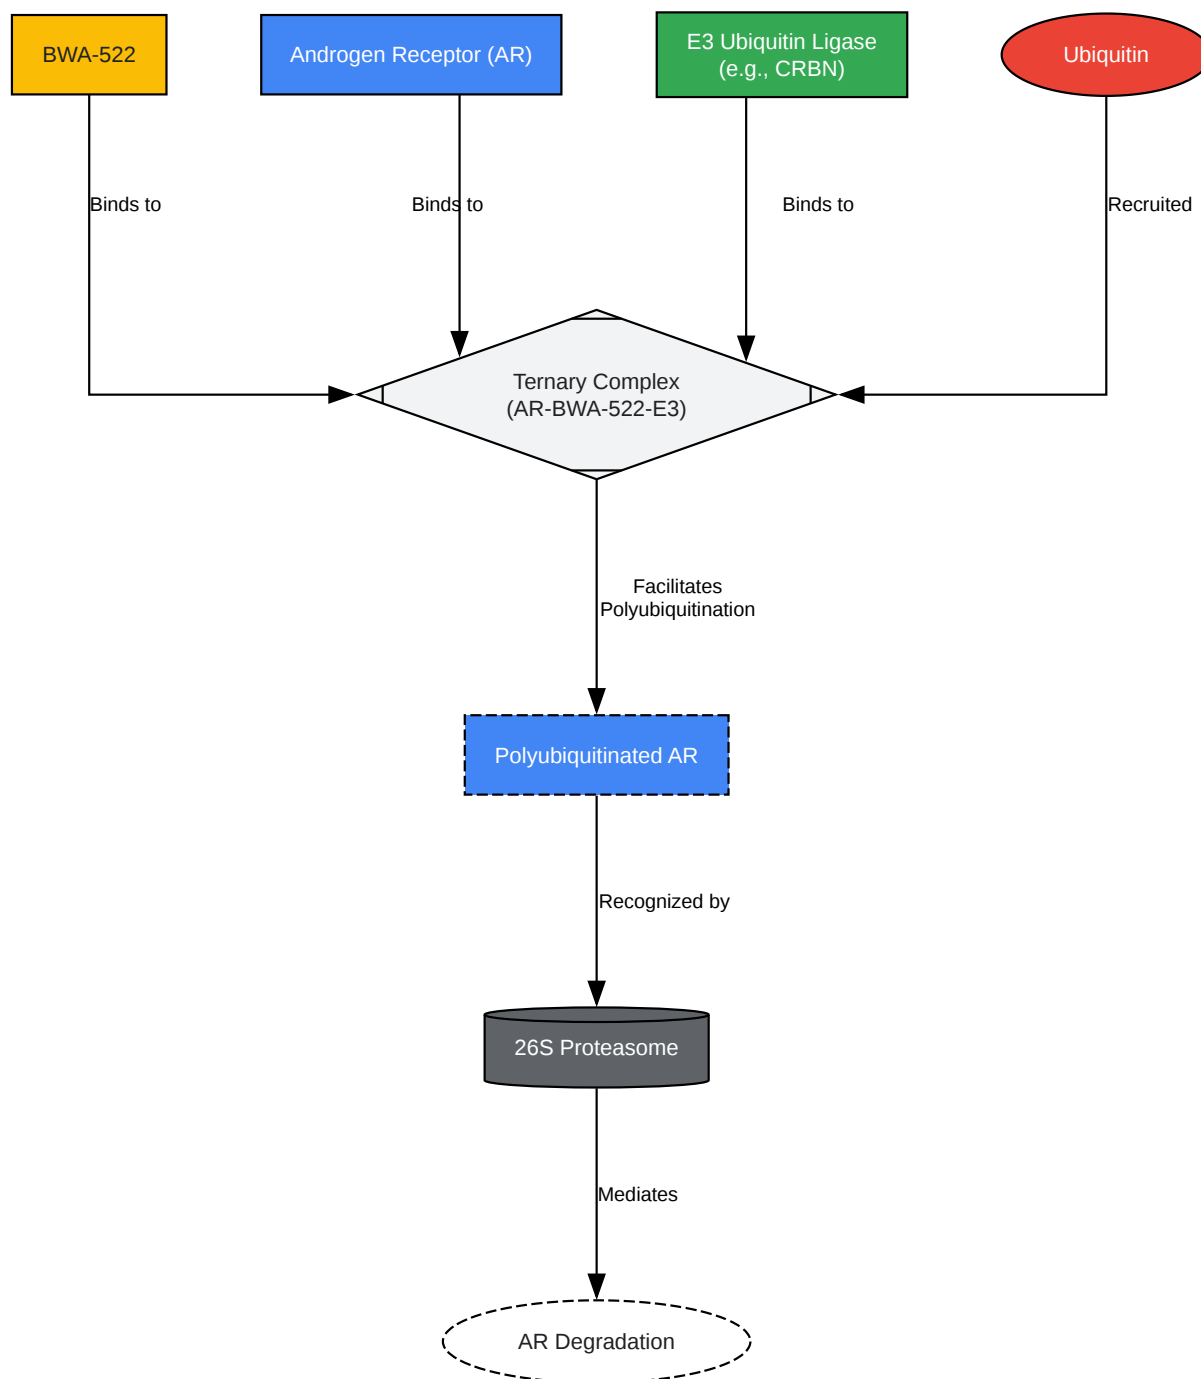 BWA-522
Androgen Receptor (AR)
E3 Ubiquitin Ligase
(e.g., CRBN)
Ubiquitin
Binds to
Binds to
Binds to
Recruited
Ternary Complex
(AR-BWA-522-E3)
Facilitates
Polyubiquitination
Polyubiquitinated AR
Recognized by
26S Proteasome
Mediates
AR Degradation